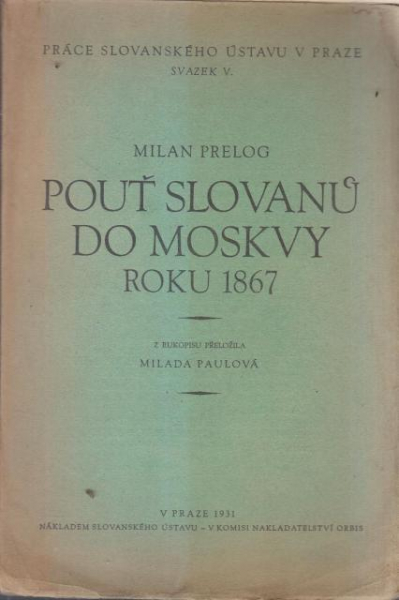 PRÁCE SLOVANSKÉHO ÚSTAVU V PRAZE
SVAZEK V.
MILAN PRELOG
POUŤ SLOVANŮ
DO MOSKVY
ROKU 1867
Z RUKOPISU PŘELOŽILA
MILADA PAULOVÁ
V PRAZE 1931
NÁKLADEM SLOVANSKÉHO ÚSTAVU – V KOMISI NAKLADATELSTVÍ ORBIS